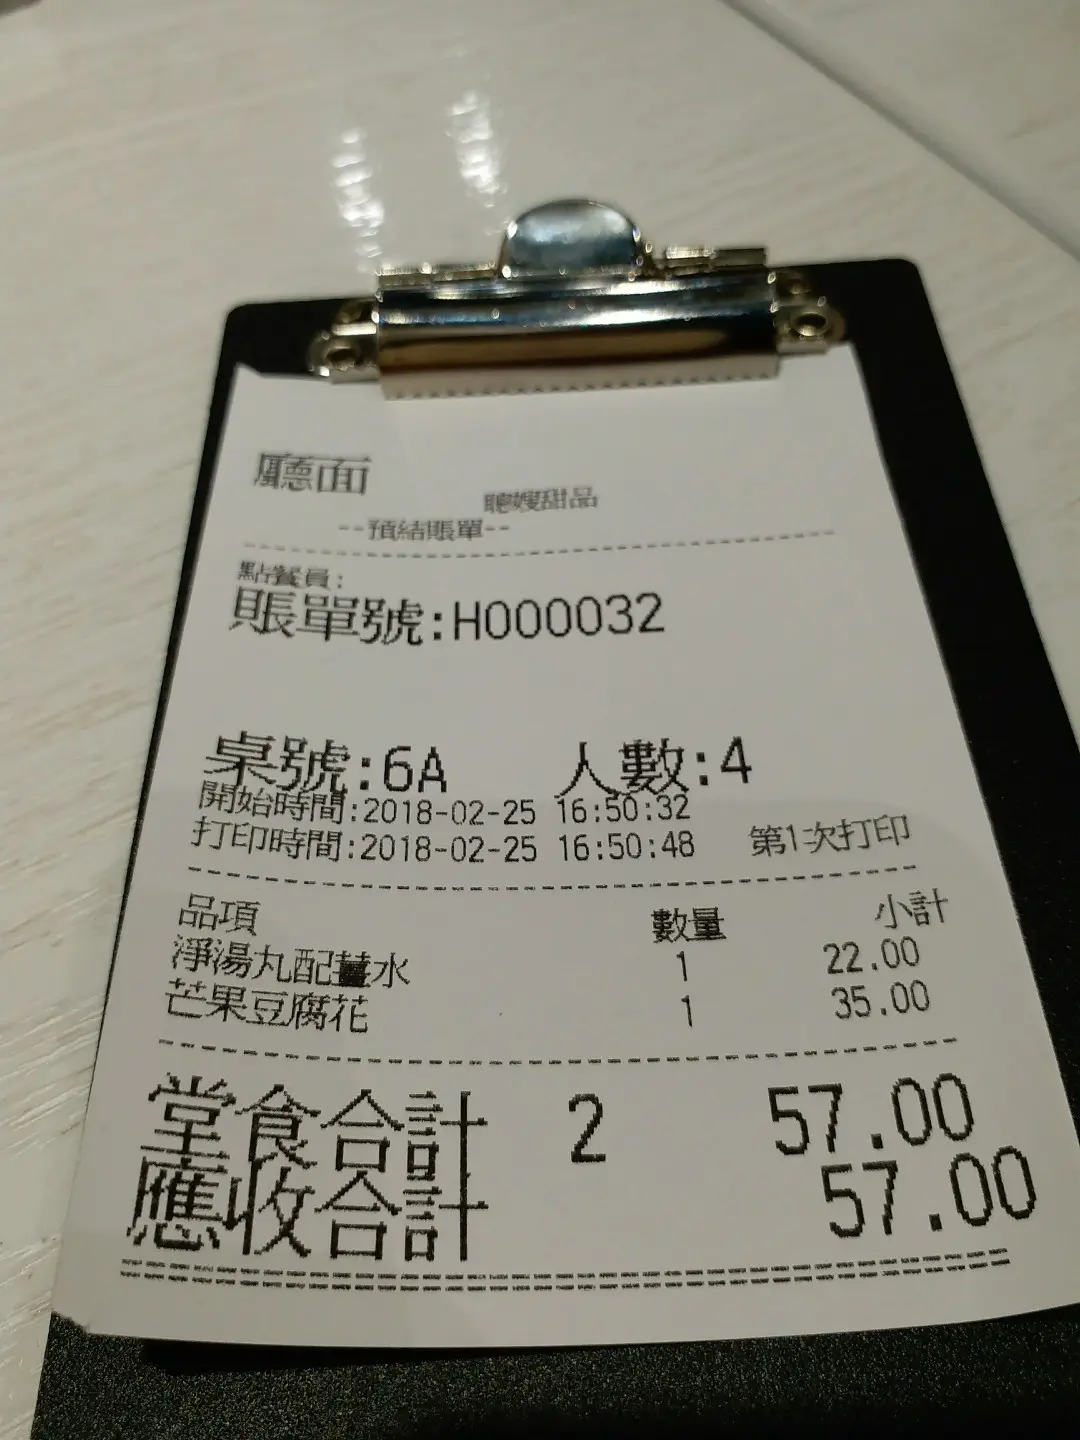 廳面
聰嫂甜品
--預結賬單--
點餐員:
賬單號:H000032
桌號:6A 人數:4
開始時間:2018-02-25 16:50:32
打印時間:2018-02-25 16:50:48 第1次打印
品項 數量 小計
淨湯丸配薑水 1 22.00
芒果豆腐花 1 35.00
堂食合計 2 57.00
應收合計 57.00